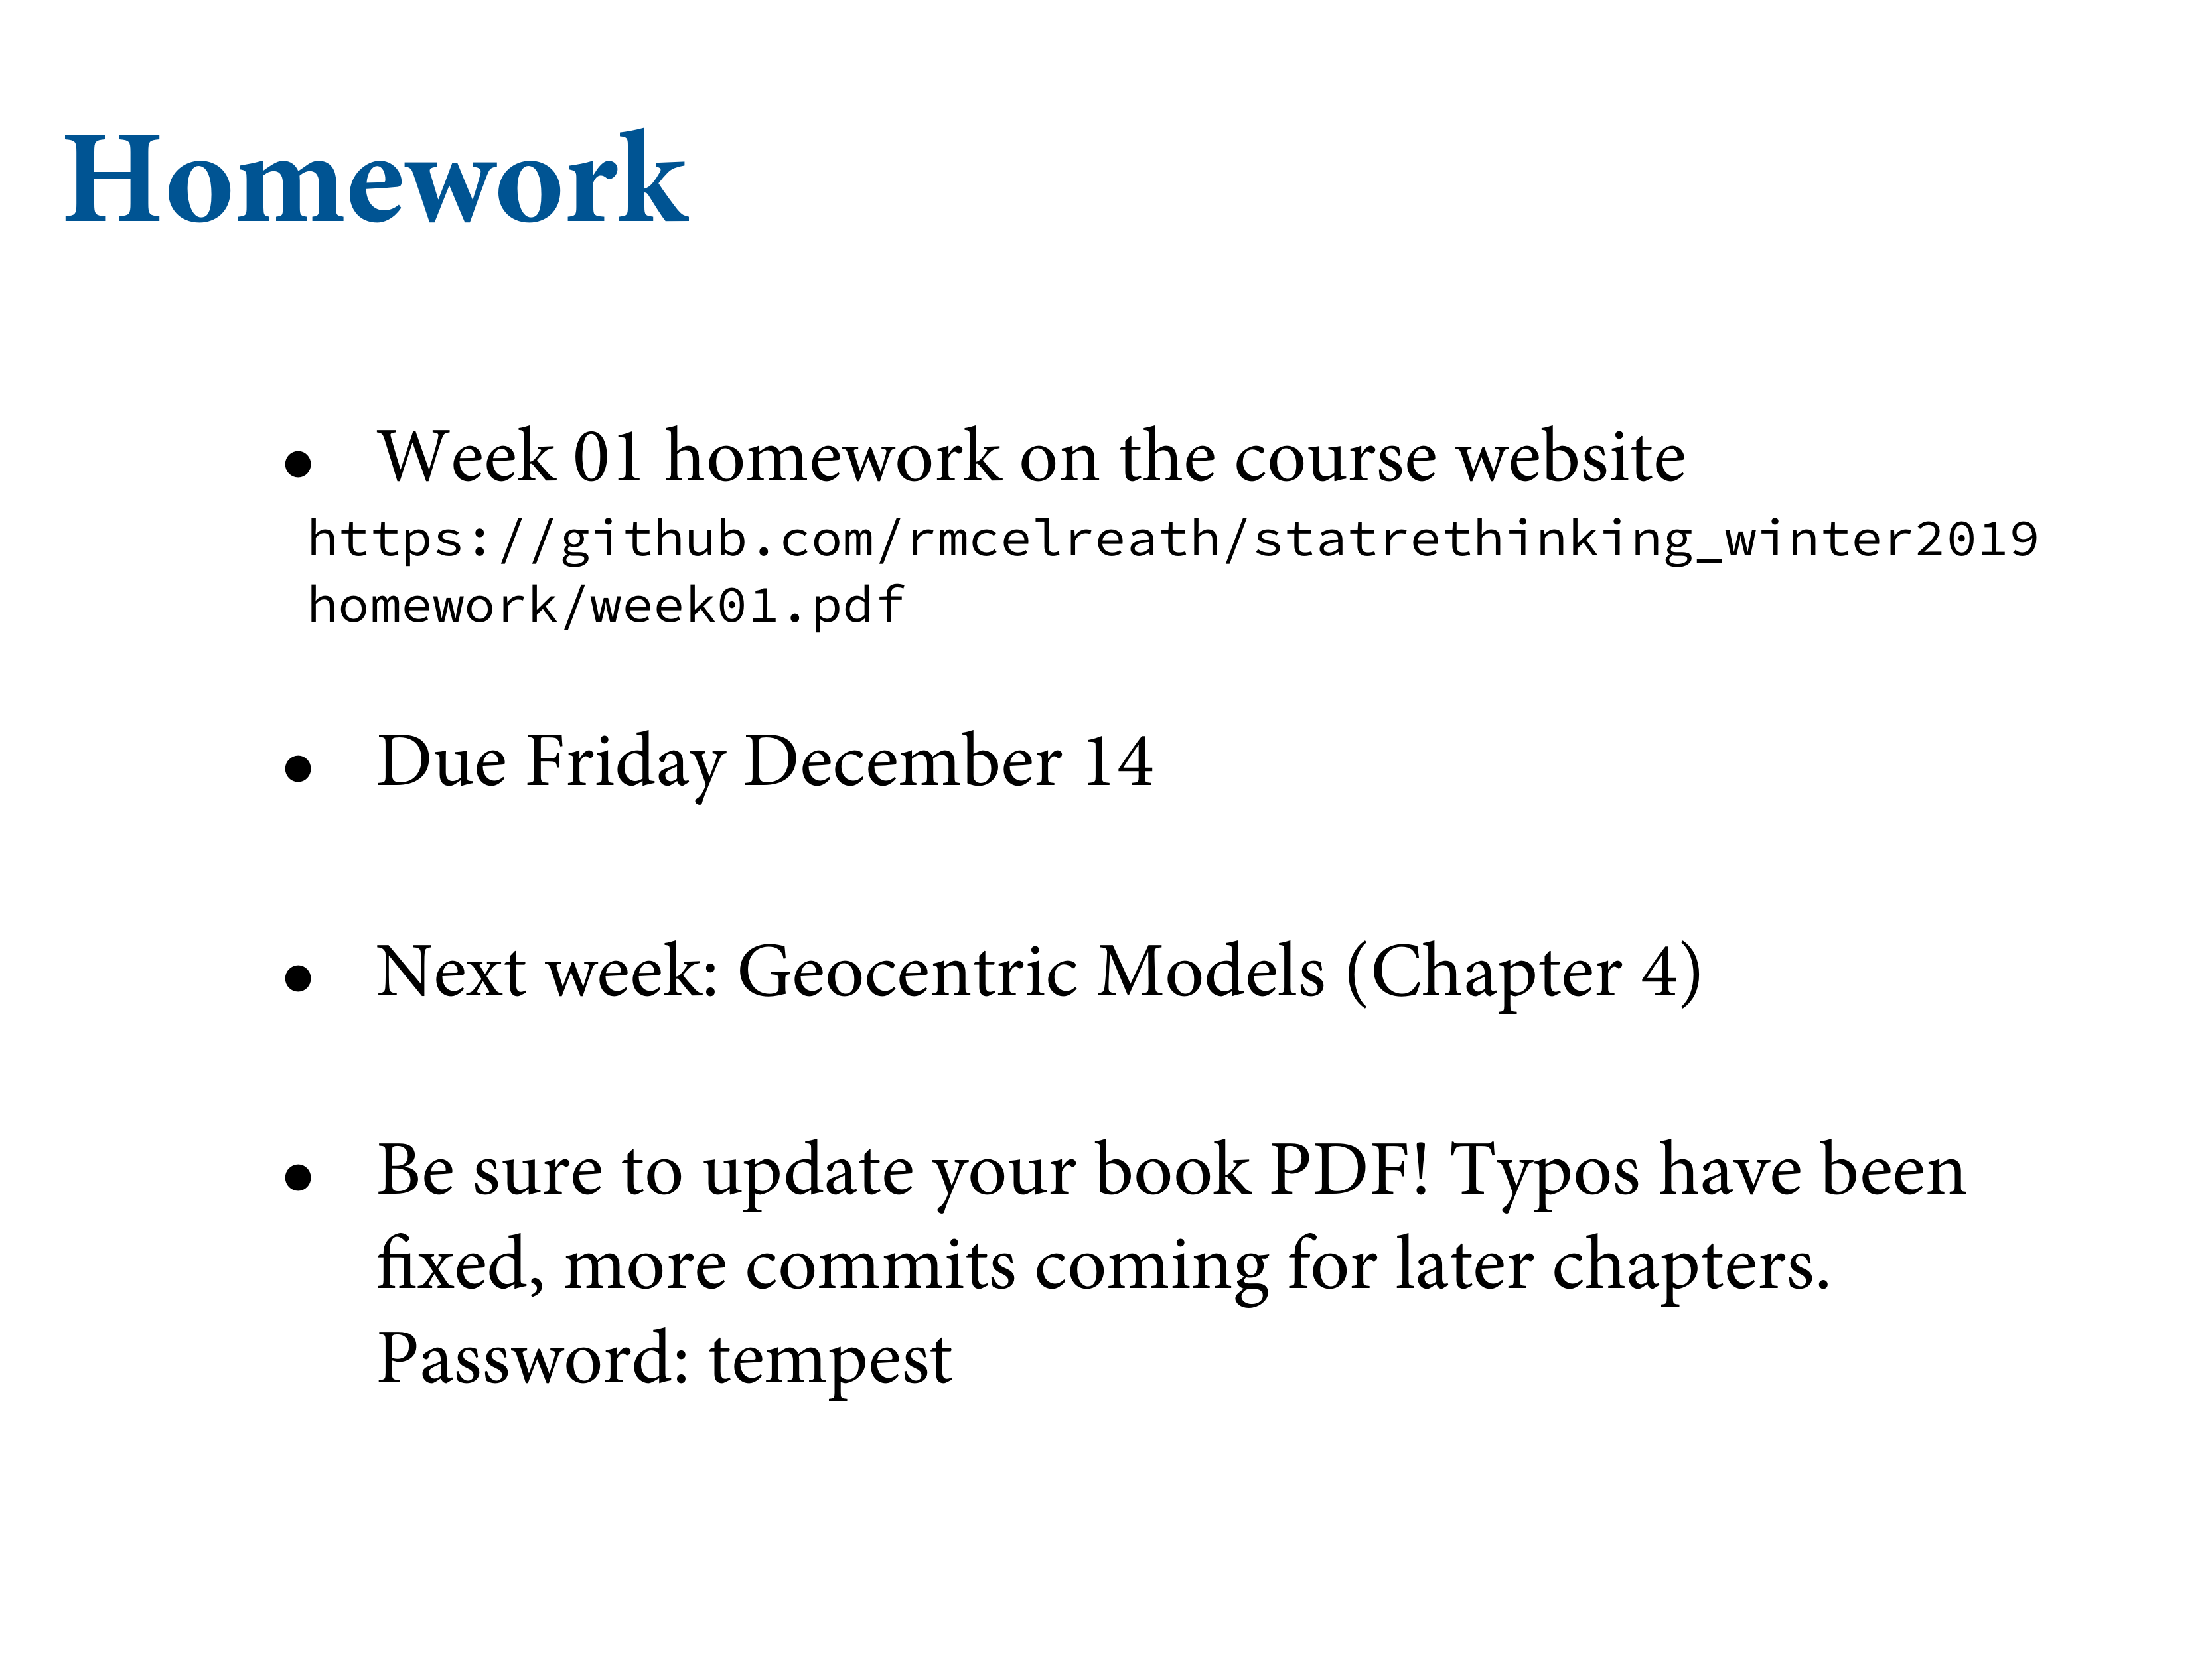 Homework
• Week 01 homework on the course website
https://github.com/rmcelreath/statrethinking_winter2019
homework/week01.pdf
• Due Friday December 14
• Next week: Geocentric Models (Chapter 4)
• Be sure to update your book PDF! Typos have been
fixed, more commits coming for later chapters.
Password: tempest